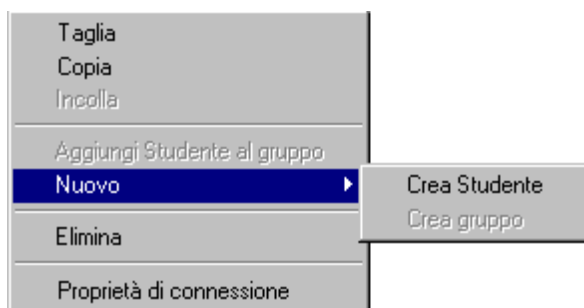 Taglia
Copia
Incolla
Aggiungi Studente al gruppo
Nuovo
Crea Studente
Crea gruppo
Elimina
Proprietà di connessione